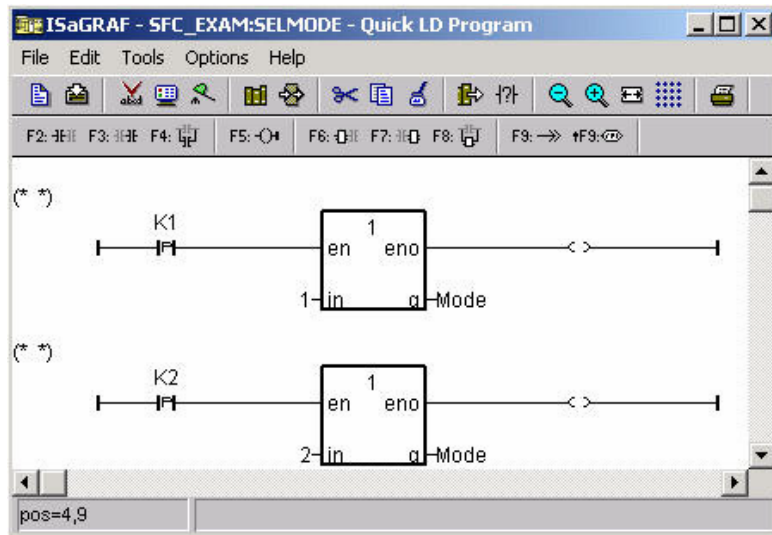 ISaGRAF - SFC_EXAM:SELMODE - Quick LD Program
File Edit Tools Options Help
F2: F3: F4: F5: F6: F7: F8: F9: ↑F9:
(* *)
K1
1
en eno
1 in q Mode
(* *)
K2
1
en eno
2 in q Mode
pos=4,9